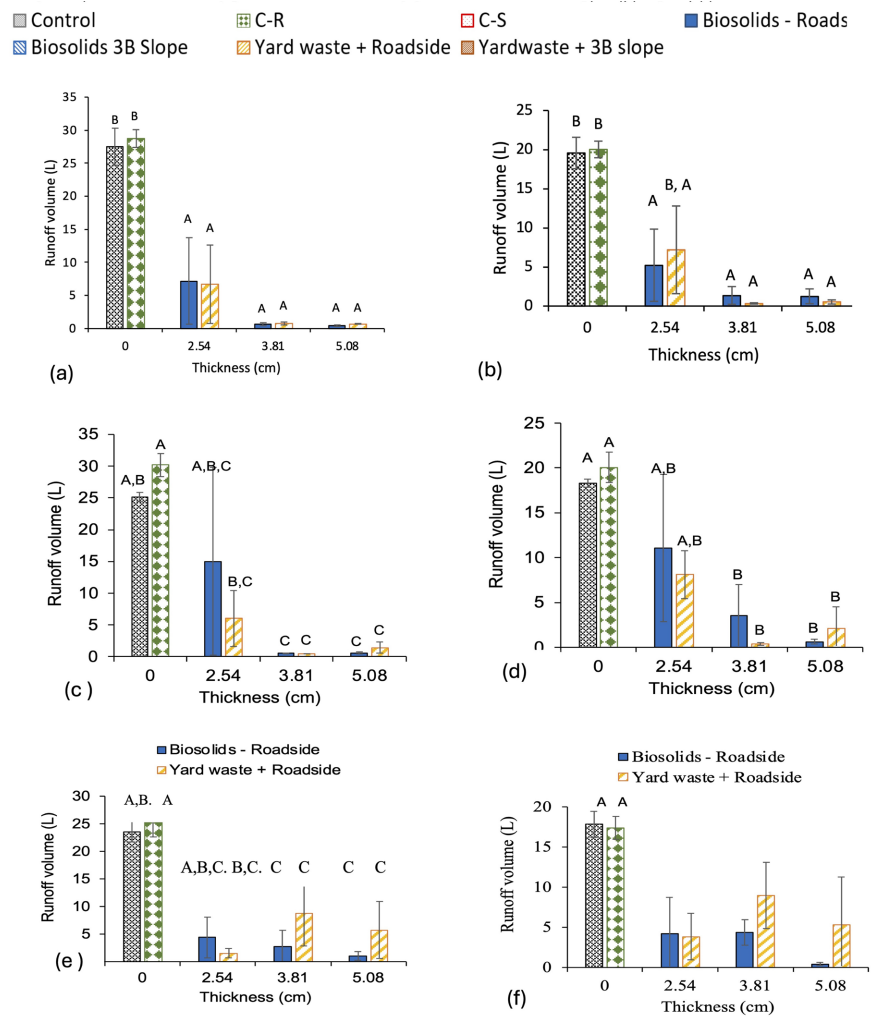 Control C-R C-S Biosolids - Roads
Biosolids 3B Slope Yard waste + Roadside Yardwaste + 3B slope
35
30
25
20
15
10
5
0
Runoff volume (L)
B B
A A
A A
A A
0 2.54 3.81 5.08
Thickness (cm)
(a)
25
20
15
10
5
0
Runoff volume (L)
B B
A B, A
A A
A A
0 2.54 3.81 5.08
Thickness (cm)
(b)
35
30
25
20
15
10
5
0
Runoff volume (L)
A,B A
A,B,C B,C
C C
C C
0 2.54 3.81 5.08
Thickness (cm)
(c )
25
20
15
10
5
0
Runoff volume (L)
A A
A,B A,B
B B
B B
0 2.54 3.81 5.08
Thickness (cm)
(d)
Biosolids - Roadside
Yard waste + Roadside
30
25
20
15
10
5
Runoff volume (L)
A,B. A
A,B,C. B,C. C C C C
0 2.54 3.81 5.08
Thickness (cm)
(e )
Biosolids - Roadside
Yard waste + Roadside
20
15
10
5
0
Runoff volume (L)
A A
0 2.54 3.81 5.08
Thickness (cm)
(f)